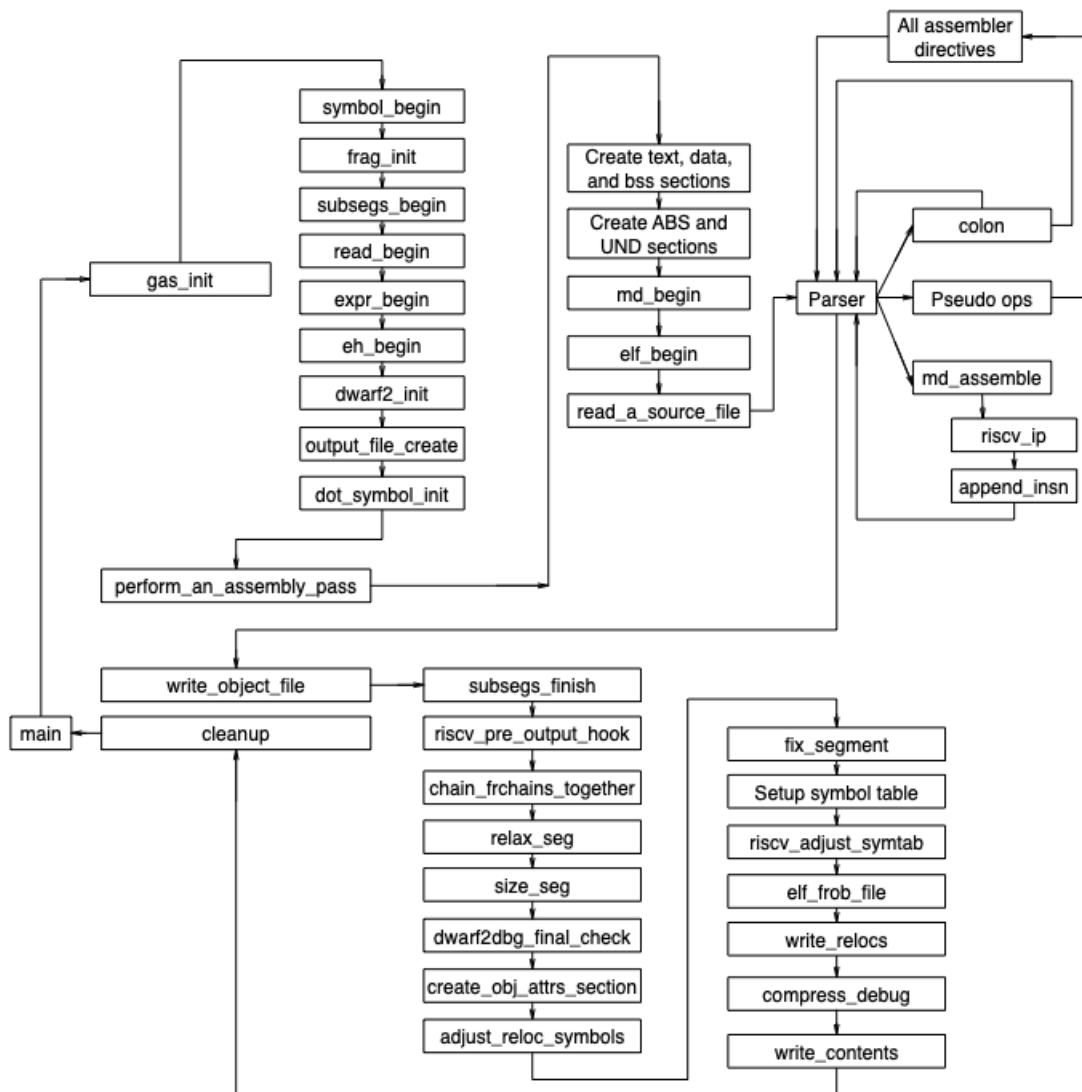 All assembler
directives
symbol_begin
frag_init
subsegs_begin
read_begin
expr_begin
eh_begin
dwarf2_init
output_file_create
dot_symbol_init
gas_init
perform_an_assembly_pass
Create text, data,
and bss sections
Create ABS and
UND sections
md_begin
elf_begin
read_a_source_file
Parser
colon
Pseudo ops
md_assemble
riscv_ip
append_insn
write_object_file
main
cleanup
subsegs_finish
riscv_pre_output_hook
chain_frchains_together
relax_seg
size_seg
dwarf2dbg_final_check
create_obj_attrs_section
adjust_reloc_symbols
fix_segment
Setup symbol table
riscv_adjust_symtab
elf_frob_file
write_relocs
compress_debug
write_contents